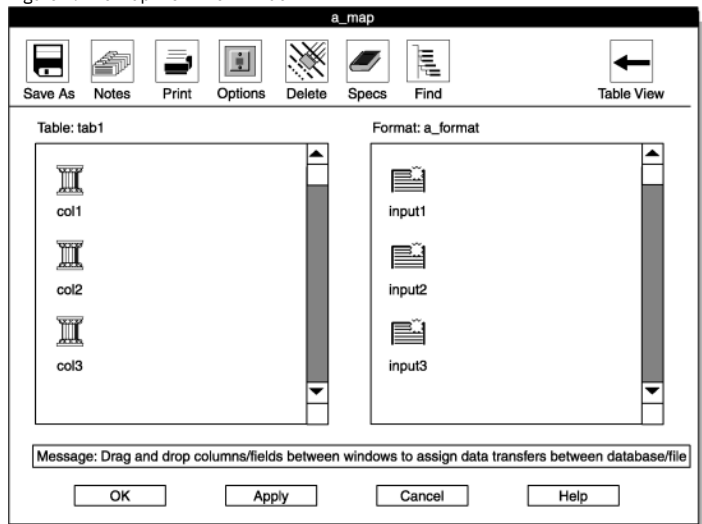 a_map
Save As Notes Print Options Delete Specs Find Table View
Table: tab1 Format: a_format
col1 input1
col2 input2
col3 input3
Message: Drag and drop columns/fields between windows to assign data transfers between database/file
OK Apply Cancel Help